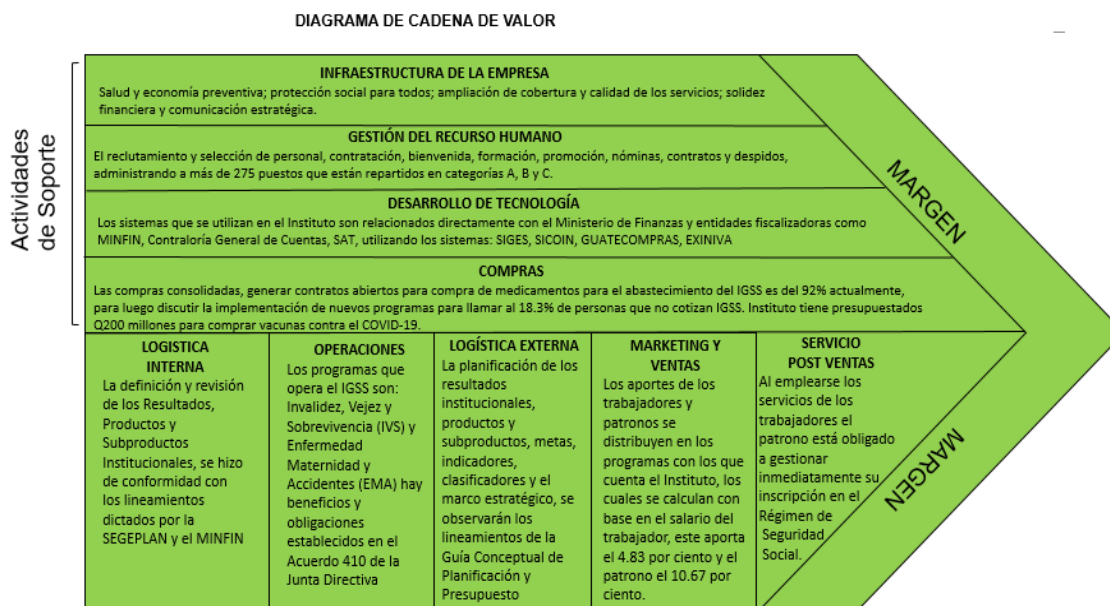 DIAGRAMA DE CADENA DE VALOR
Actividades
de Soporte
INFRAESTRUCTURA DE LA EMPRESA
Salud y economía preventiva; protección social para todos; ampliación de cobertura y calidad de los servicios; solidez
financiera y comunicación estratégica.
GESTIÓN DEL RECURSO HUMANO
El reclutamiento y selección de personal, contratación, bienvenida, formación, promoción, nóminas, contratos y despidos,
administrando a más de 275 puestos que están repartidos en categorías A, B y C.
DESARROLLO DE TECNOLOGÍA
Los sistemas que se utilizan en el Instituto son relacionados directamente con el Ministerio de Finanzas y entidades fiscalizadoras como
MINFIN, Contraloría General de Cuentas, SAT, utilizando los sistemas: SIGES, SICOIN, GUATECOMPRAS, EXINIVA
COMPRAS
Las compras consolidadas, generar contratos abiertos para compra de medicamentos para el abastecimiento del IGSS es del 92% actualmente,
para luego discutir la implementación de nuevos programas para llamar al 18.3% de personas que no cotizan IGSS. Instituto tiene presupuestados
Q200 millones para comprar vacunas contra el COVID-19.
MARGEN
LOGISTICA
INTERNA
La definición y revisión
de los Resultados,
Productos y
Subproductos
Institucionales, se hizo
de conformidad con
los lineamientos
dictados por la
SEGEPLAN y el MINFIN
OPERACIONES
Los programas que
opera el IGSS son:
Invalidez, Vejez y
Sobrevivencia (IVS) y
Enfermedad
Maternidad y
Accidentes (EMA) hay
beneficios y
obligaciones
establecidos en el
Acuerdo 410 de la
Junta Directiva
LOGÍSTICA EXTERNA
La planificación de los
resultados
institucionales,
productos y
subproductos, metas,
indicadores,
clasificadores y el
marco estratégico, se
observarán los
lineamientos de la
Guía Conceptual de
Planificación y
Presupuesto
MARKETING Y
VENTAS
Los aportes de los
trabajadores y
patronos se
distribuyen en los
programas con los que
cuenta el Instituto, los
cuales se calculan con
base en el salario del
trabajador, este aporta
el 4.83 por ciento y el
patrono el 10.67 por
ciento.
SERVICIO
POST VENTAS
Al emplearse los
servicios de los
trabajadores el
patrono está obligado
a gestionar
inmediatamente su
inscripción en el
Régimen de
Seguridad
Social.
MARGEN